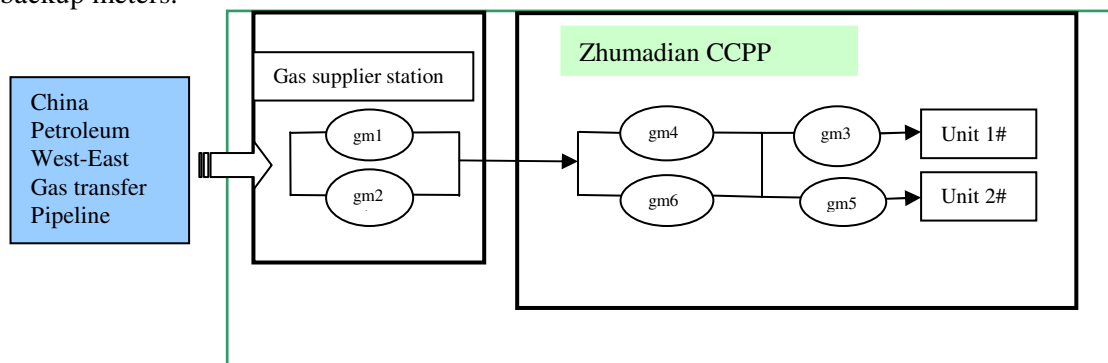 backup meters.
Zhumadian CCPP
Gas supplier station
China
Petroleum
West-East
Gas transfer
Pipeline
gm1
gm2
gm4
gm3
Unit 1#
gm6
gm5
Unit 2#